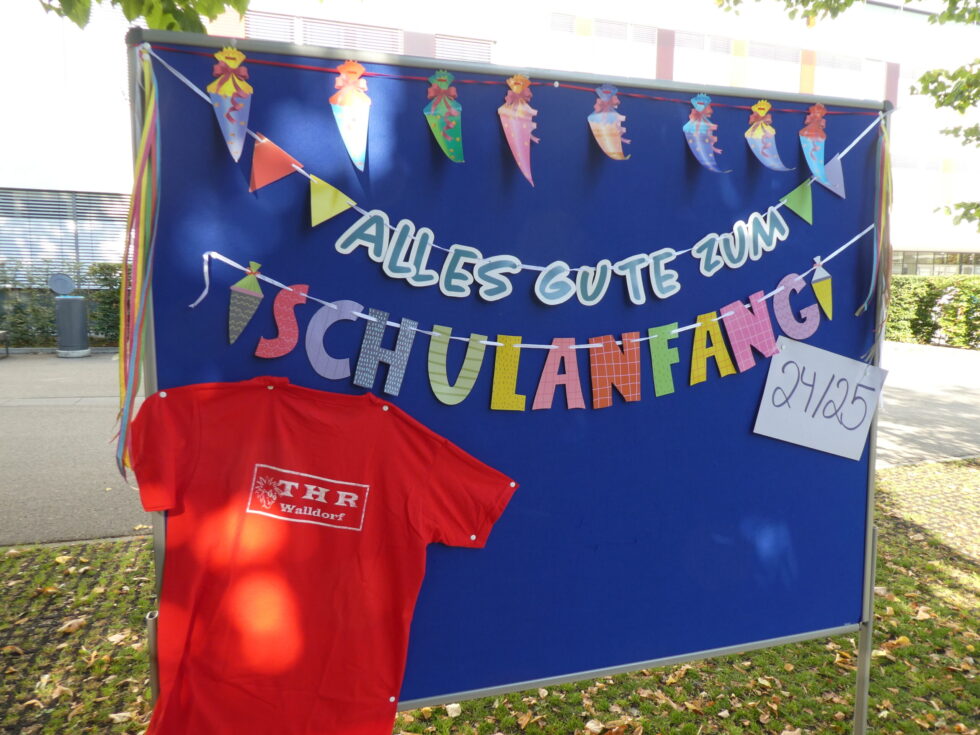 ALLES GUTE ZUM
SCHULANFANG
24/25
THR
Walldorf